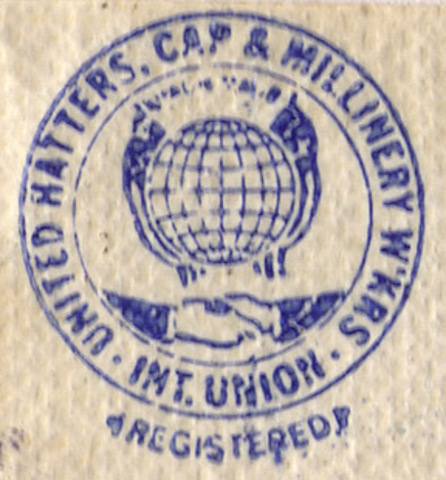 UNITED HATTERS, CAP & MILLINERY W'KRS
· INT. UNION ·
REGISTERED